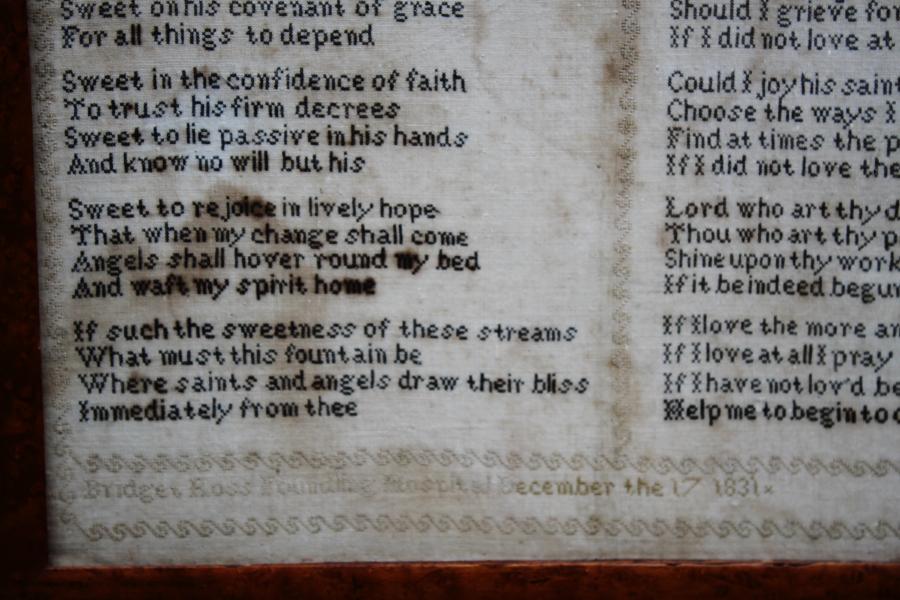 Sweet on his covenant of grace
For all things to depend
Sweet in the confidence of faith
To trust his firm decrees
Sweet to lie passive in his hands
And know no will but his
Sweet to rejoice in lively hope
That when my change shall come
Angels shall hover round my bed
And waft my spirit home
If such the sweetness of these streams
What must this fountain be
Where saints and angels draw their bliss
Immediately from thee
Should I grieve for
If I did not love at
Could I joy his saint
Choose the ways I
Find at times the p
If I did not love the
Lord who art thy d
Thou who art thy p
Shine upon thy work
If it be indeed begun
If I love the more an
If I love at all I pray
If I have not lov'd be
Help me to begin to d
Bridget Ross Foundling Hospital December the 17 1831